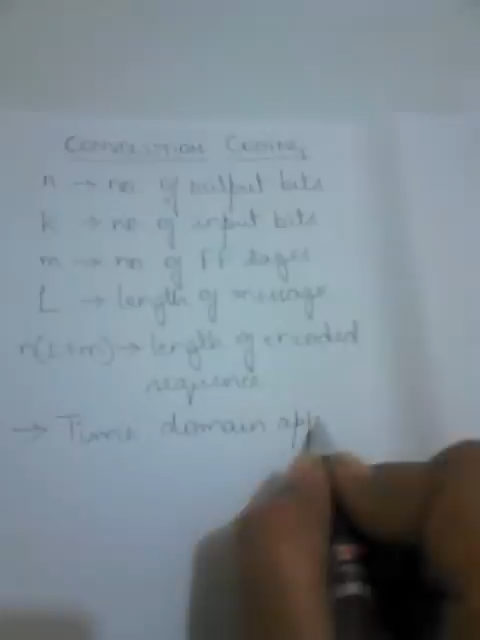 CONVOLUTION CODING
n → no of output bits
k → no of input bits
m → no of FF stages
L → length of message
n(L+m) → length of encoded
sequence
→ Time domain app